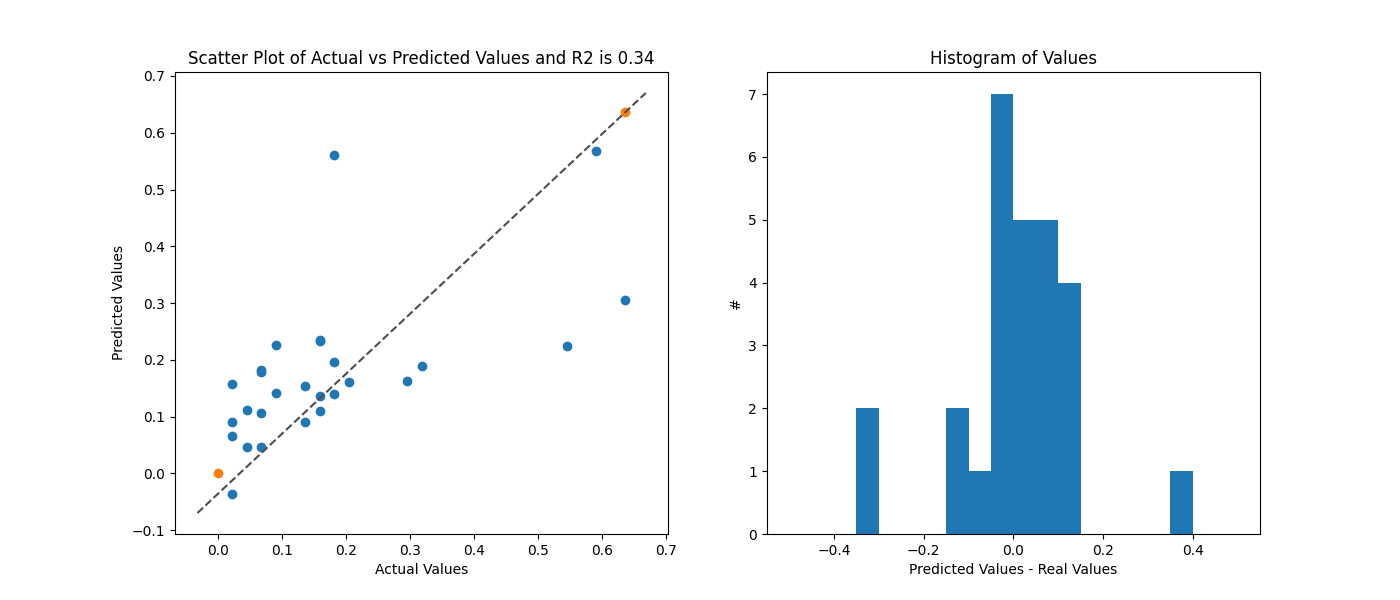 Scatter Plot of Actual vs Predicted Values and R2 is 0.34
0.7
0.6
0.5
0.4
0.3
0.2
0.1
0.0
−0.1
Predicted Values
0.0 0.1 0.2 0.3 0.4 0.5 0.6 0.7
Actual Values
Histogram of Values
7
6
5
4
3
2
1
0
#
−0.4 −0.2 0.0 0.2 0.4
Predicted Values - Real Values